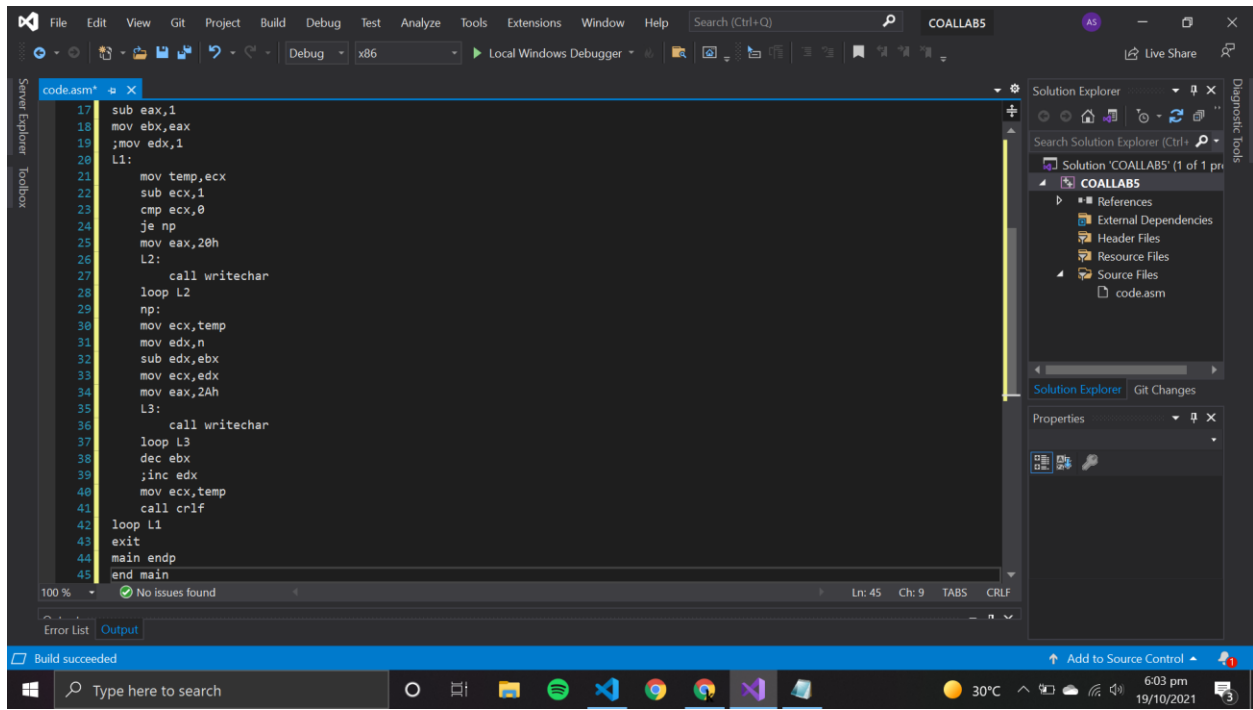 File Edit View Git Project Build Debug Test Analyze Tools Extensions Window Help Search (Ctrl+Q) COALLAB5 AS
Debug x86 Local Windows Debugger Live Share
Server Explorer
Toolbox
code.asm*
17 sub eax,1
18 mov ebx,eax
19 ;mov edx,1
20 L1:
21 mov temp,ecx
22 sub ecx,1
23 cmp ecx,0
24 je np
25 mov eax,20h
26 L2:
27 call writechar
28 loop L2
29 np:
30 mov ecx,temp
31 mov edx,n
32 sub edx,ebx
33 mov ecx,edx
34 mov eax,2Ah
35 L3:
36 call writechar
37 loop L3
38 dec ebx
39 ;inc edx
40 mov ecx,temp
41 call crlf
42 loop L1
43 exit
44 main endp
45 end main
100 % No issues found Ln: 45 Ch: 9 TABS CRLF
Error List Output
Solution Explorer
Search Solution Explorer (Ctrl+
Solution 'COALLAB5' (1 of 1 pr
COALLAB5
References
External Dependencies
Header Files
Resource Files
Source Files
code.asm
Solution Explorer Git Changes
Properties
Diagnostic Tools
Build succeeded Add to Source Control 1
Type here to search 30°C 6:03 pm
19/10/2021 3